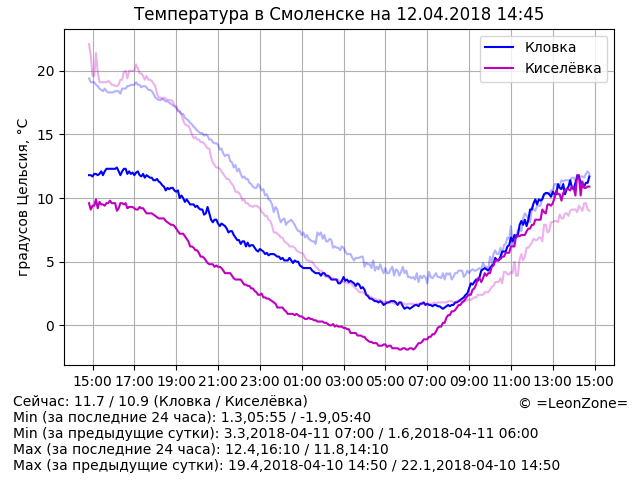 Температура в Смоленске на 12.04.2018 14:45
градусов Цельсия, °C
20
15
10
5
0
Кловка
Киселёвка
15:00 17:00 19:00 21:00 23:00 01:00 03:00 05:00 07:00 09:00 11:00 13:00 15:00
Сейчас: 11.7 / 10.9 (Кловка / Киселёвка)
© =LeonZone=
Min (за последние 24 часа): 1.3,05:55 / -1.9,05:40
Min (за предыдущие сутки): 3.3,2018-04-11 07:00 / 1.6,2018-04-11 06:00
Max (за последние 24 часа): 12.4,16:10 / 11.8,14:10
Max (за предыдущие сутки): 19.4,2018-04-10 14:50 / 22.1,2018-04-10 14:50